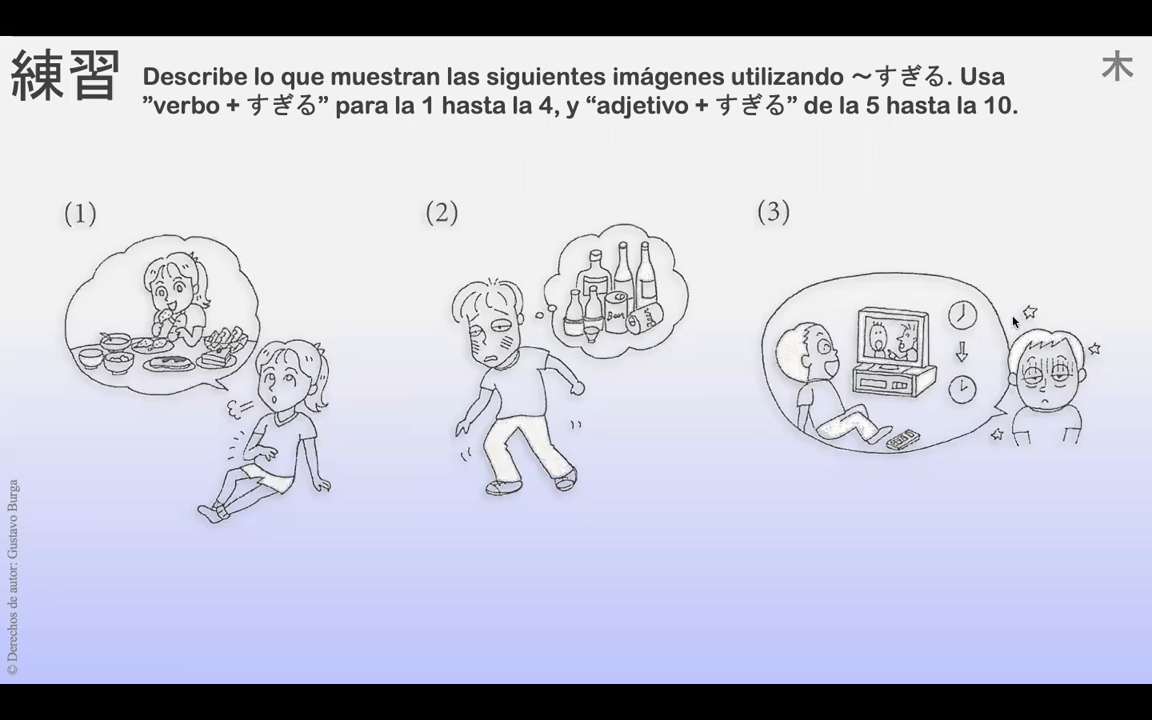 練習
木
Describe lo que muestran las siguientes imágenes utilizando 〜すぎる. Usa
”verbo + すぎる” para la 1 hasta la 4, y “adjetivo + すぎる” de la 5 hasta la 10.
(1)
(2)
(3)
Beer
© Derechos de autor: Gustavo Burga